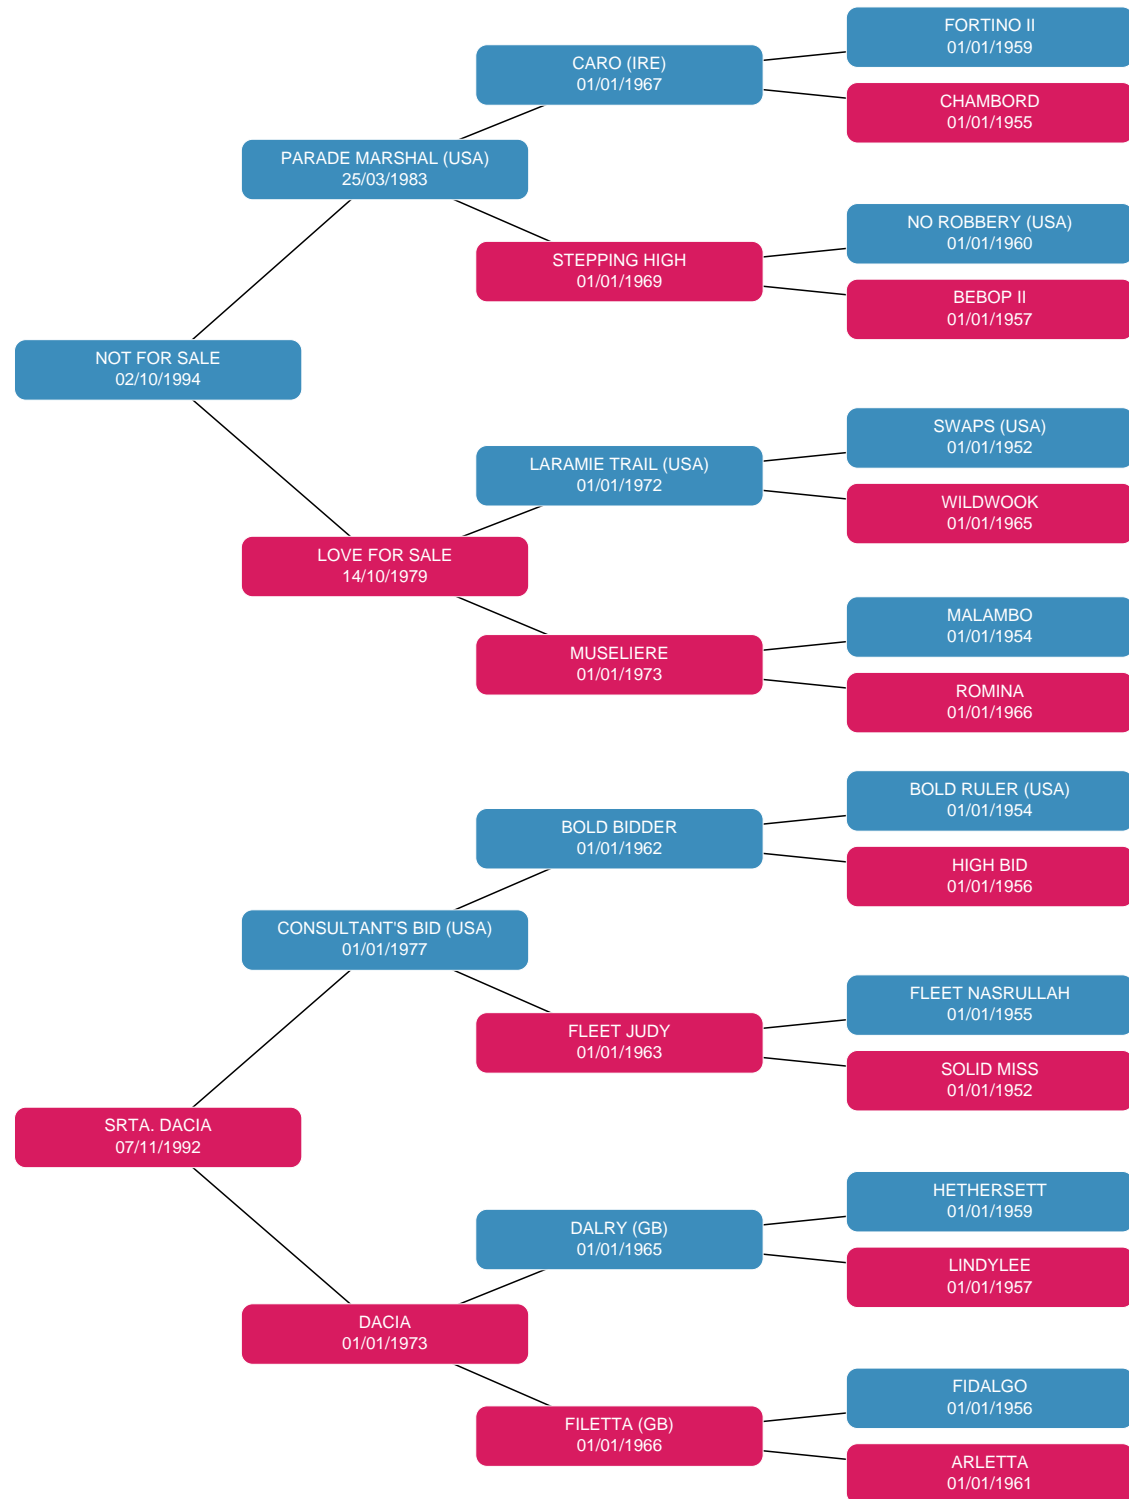 FORTINO II
01/01/1959
CARO (IRE)
01/01/1967
CHAMBORD
01/01/1955
PARADE MARSHAL (USA)
25/03/1983
NO ROBBERY (USA)
01/01/1960
STEPPING HIGH
01/01/1969
BEBOP II
01/01/1957
NOT FOR SALE
02/10/1994
SWAPS (USA)
01/01/1952
LARAMIE TRAIL (USA)
01/01/1972
WILDWOOK
01/01/1965
LOVE FOR SALE
14/10/1979
MALAMBO
01/01/1954
MUSELIERE
01/01/1973
ROMINA
01/01/1966
BOLD RULER (USA)
01/01/1954
BOLD BIDDER
01/01/1962
HIGH BID
01/01/1956
CONSULTANT'S BID (USA)
01/01/1977
FLEET NASRULLAH
01/01/1955
FLEET JUDY
01/01/1963
SOLID MISS
01/01/1952
SRTA. DACIA
07/11/1992
HETHERSETT
01/01/1959
DALRY (GB)
01/01/1965
LINDYLEE
01/01/1957
DACIA
01/01/1973
FIDALGO
01/01/1956
FILETTA (GB)
01/01/1966
ARLETTA
01/01/1961